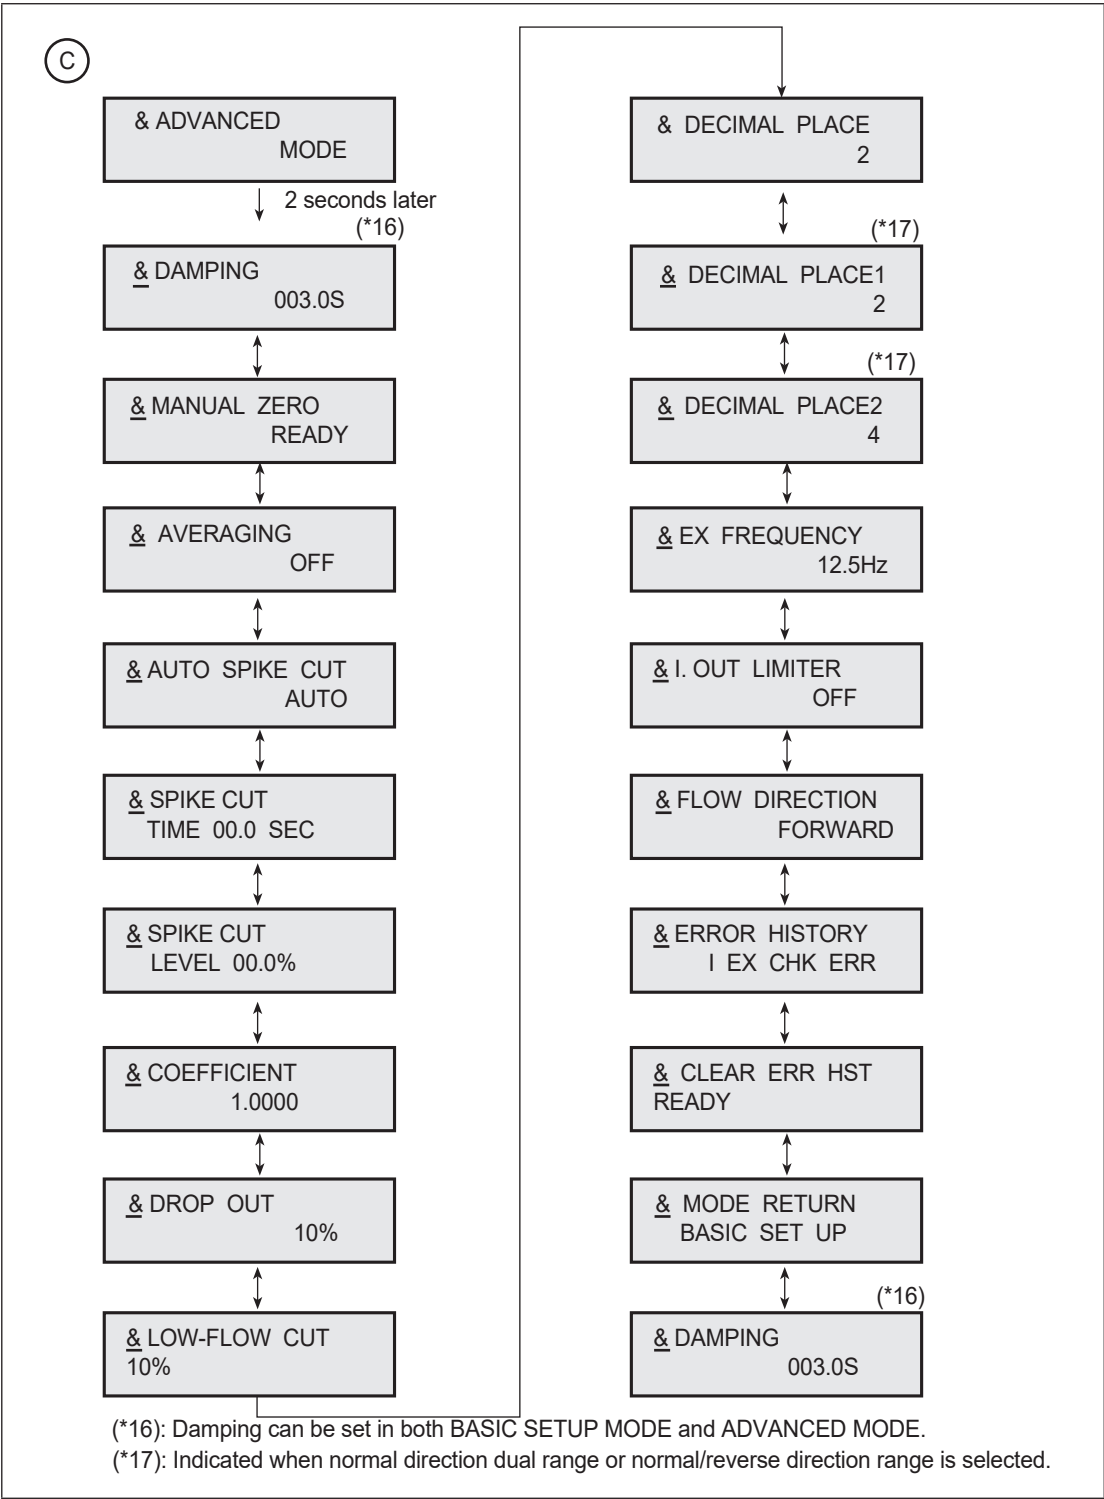 C
& ADVANCED
MODE
2 seconds later
(*16)
& DAMPING
003.0S
& MANUAL ZERO
READY
& AVERAGING
OFF
& AUTO SPIKE CUT
AUTO
& SPIKE CUT
TIME 00.0 SEC
& SPIKE CUT
LEVEL 00.0%
& COEFFICIENT
1.0000
& DROP OUT
10%
& LOW-FLOW CUT
10%
& DECIMAL PLACE
2
(*17)
& DECIMAL PLACE1
2
(*17)
& DECIMAL PLACE2
4
& EX FREQUENCY
12.5Hz
& I. OUT LIMITER
OFF
& FLOW DIRECTION
FORWARD
& ERROR HISTORY
I EX CHK ERR
& CLEAR ERR HST
READY
& MODE RETURN
BASIC SET UP
(*16)
& DAMPING
003.0S
(*16): Damping can be set in both BASIC SETUP MODE and ADVANCED MODE.
(*17): Indicated when normal direction dual range or normal/reverse direction range is selected.